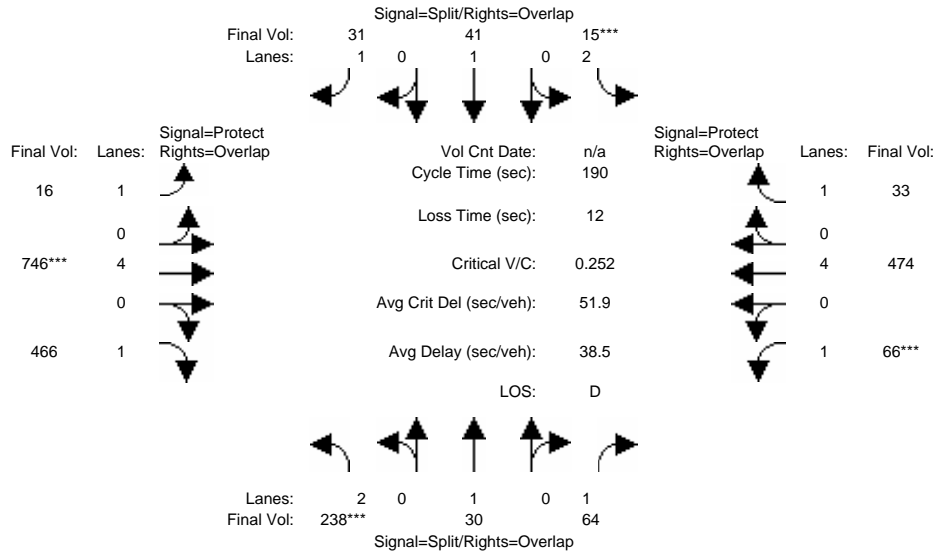 Signal=Split/Rights=Overlap
Final Vol: 31 41 15***
Lanes: 1 0 1 0 2
Signal=Protect Signal=Protect
Final Vol: Lanes: Rights=Overlap Vol Cnt Date: n/a Rights=Overlap Lanes: Final Vol:
Cycle Time (sec): 190
16 1 1 33
Loss Time (sec): 12
0 0
746*** 4 Critical V/C: 0.252 4 474
0 Avg Crit Del (sec/veh): 51.9 0
466 1 Avg Delay (sec/veh): 38.5 1 66***
LOS: D
Lanes: 2 0 1 0 1
Final Vol: 238*** 30 64
Signal=Split/Rights=Overlap